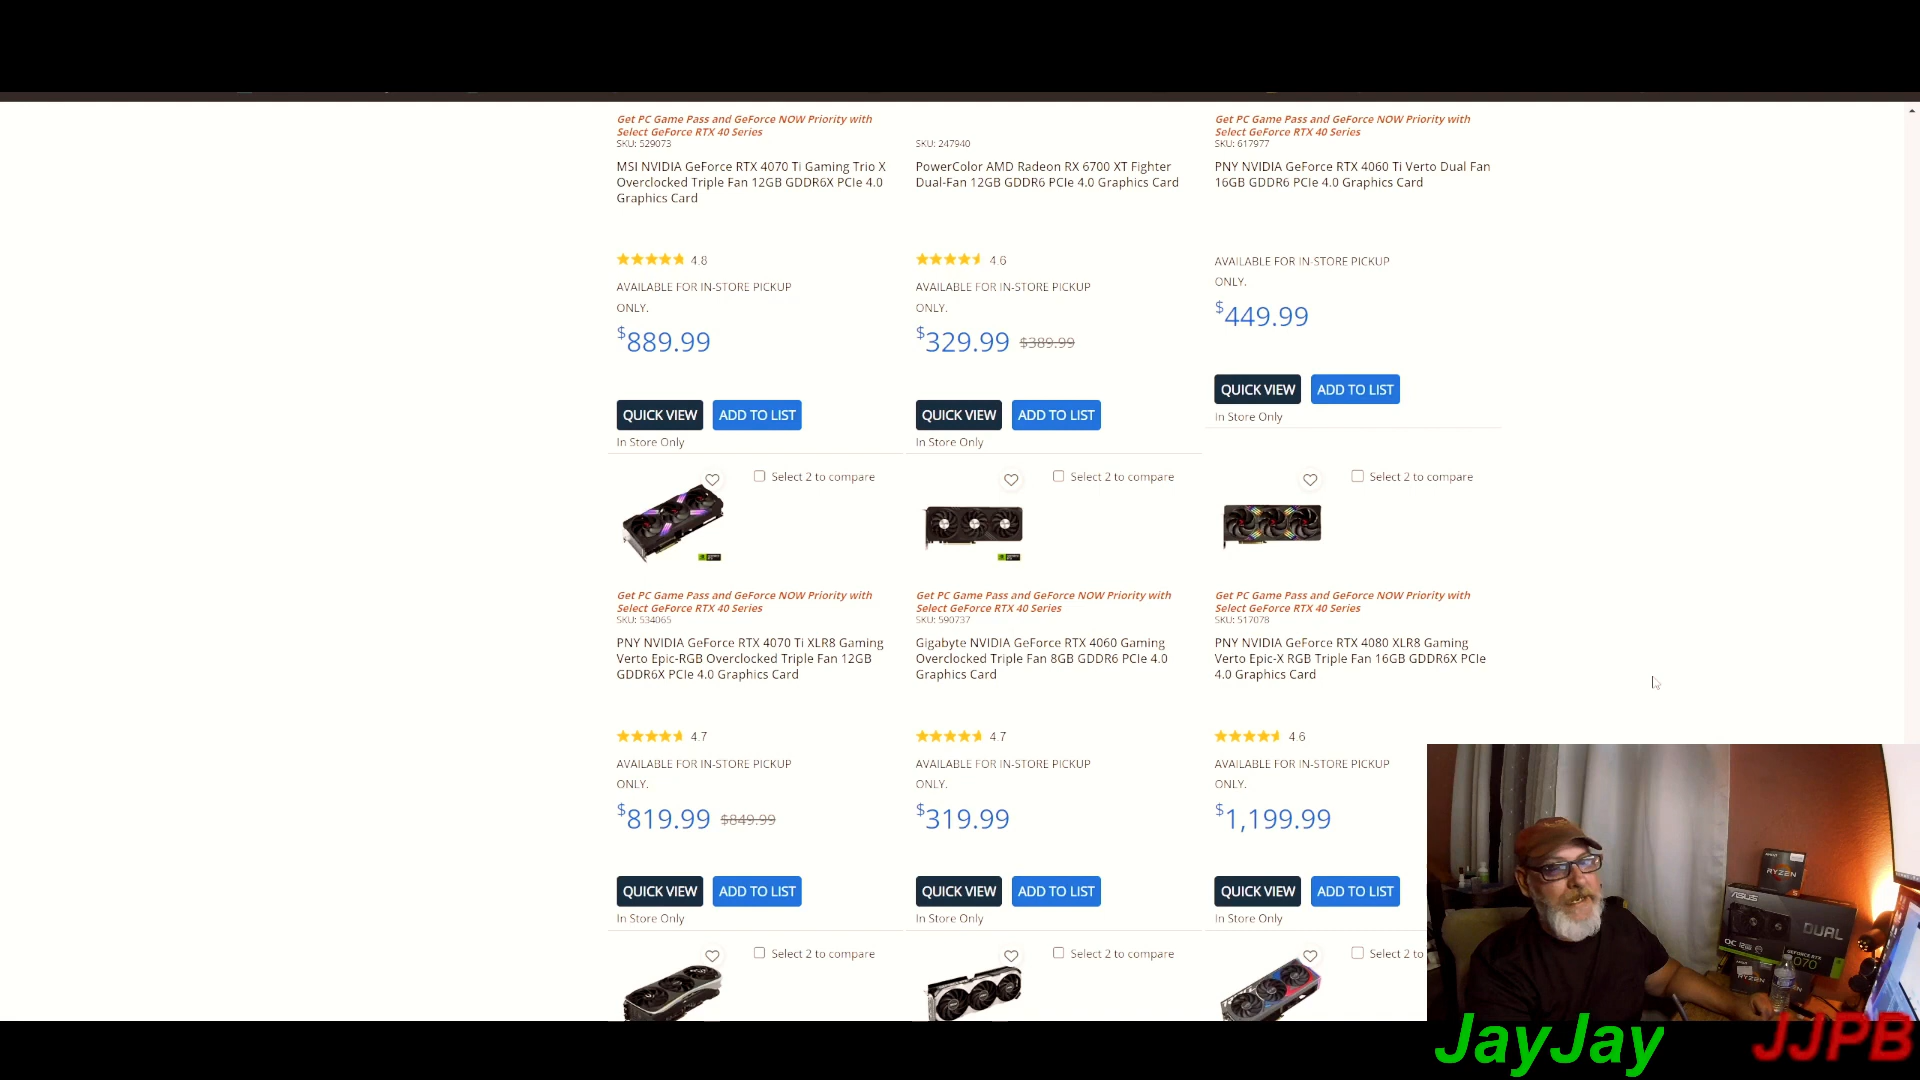 Get PC Game Pass and GeForce NOW Priority with
Select GeForce RTX 40 Series
SKU: 529073
MSI NVIDIA GeForce RTX 4070 Ti Gaming Trio X
Overclocked Triple Fan 12GB GDDR6X PCIe 4.0
Graphics Card
4.8
AVAILABLE FOR IN-STORE PICKUP
ONLY.
$889.99
QUICK VIEW ADD TO LIST
In Store Only
SKU: 247940
PowerColor AMD Radeon RX 6700 XT Fighter
Dual-Fan 12GB GDDR6 PCIe 4.0 Graphics Card
4.6
AVAILABLE FOR IN-STORE PICKUP
ONLY.
$329.99 $389.99
QUICK VIEW ADD TO LIST
In Store Only
Get PC Game Pass and GeForce NOW Priority with
Select GeForce RTX 40 Series
SKU: 617977
PNY NVIDIA GeForce RTX 4060 Ti Verto Dual Fan
16GB GDDR6 PCIe 4.0 Graphics Card
AVAILABLE FOR IN-STORE PICKUP
ONLY.
$449.99
QUICK VIEW ADD TO LIST
In Store Only
Select 2 to compare
Get PC Game Pass and GeForce NOW Priority with
Select GeForce RTX 40 Series
SKU: 534065
PNY NVIDIA GeForce RTX 4070 Ti XLR8 Gaming
Verto Epic-RGB Overclocked Triple Fan 12GB
GDDR6X PCIe 4.0 Graphics Card
4.7
AVAILABLE FOR IN-STORE PICKUP
ONLY.
$819.99 $849.99
QUICK VIEW ADD TO LIST
In Store Only
Select 2 to compare
Get PC Game Pass and GeForce NOW Priority with
Select GeForce RTX 40 Series
SKU: 590737
Gigabyte NVIDIA GeForce RTX 4060 Gaming
Overclocked Triple Fan 8GB GDDR6 PCIe 4.0
Graphics Card
4.7
AVAILABLE FOR IN-STORE PICKUP
ONLY.
$319.99
QUICK VIEW ADD TO LIST
In Store Only
Select 2 to compare
Get PC Game Pass and GeForce NOW Priority with
Select GeForce RTX 40 Series
SKU: 517078
PNY NVIDIA GeForce RTX 4080 XLR8 Gaming
Verto Epic-X RGB Triple Fan 16GB GDDR6X PCIe
4.0 Graphics Card
4.6
AVAILABLE FOR IN-STORE PICKUP
ONLY.
$1,199.99
QUICK VIEW ADD TO LIST
In Store Only
Select 2 to compare
Select 2 to compare
Select 2 to
RYZEN
ASUS
DUAL
GEFORCE RTX
RYZEN
JayJay
JJPB